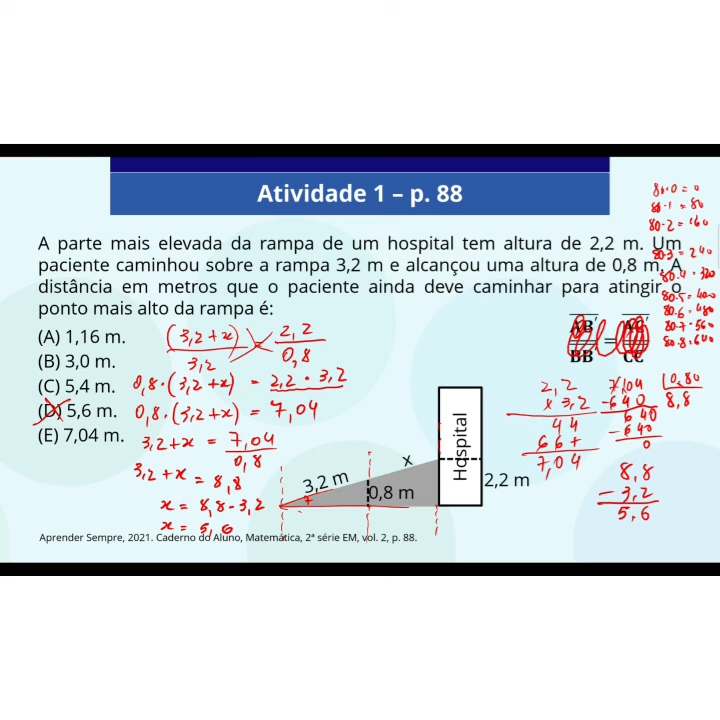 Atividade 1 – p. 88
A parte mais elevada da rampa de um hospital tem altura de 2,2 m. Um
paciente caminhou sobre a rampa 3,2 m e alcançou uma altura de 0,8 m. A
distância em metros que o paciente ainda deve caminhar para atingir o
ponto mais alto da rampa é:
(A) 1,16 m.
(B) 3,0 m.
(C) 5,4 m.
(D) 5,6 m.
(E) 7,04 m.
(3,2 + x) / 3,2 = 2,2 / 0,8
0,8 · (3,2 + x) = 2,2 · 3,2
0,8 · (3,2 + x) = 7,04
3,2 + x = 7,04 / 0,8
3,2 + x = 8,8
x = 8,8 - 3,2
x = 5,6
3,2 m
x
0,8 m
Hospital
2,2 m
AB' / BB' = AC' / CC'
2,2
x 3,2
44
66+
7,04
7,04 0,80
-640 8,8
640
-640
0
8,8
- 3,2
5,6
80·0 = 0
80·1 = 80
80·2 = 160
80·3 = 240
80·4 = 320
80·5 = 400
80·6 = 480
80·7 = 560
80·8 = 640
Aprender Sempre, 2021. Caderno do Aluno, Matemática, 2ª série EM, vol. 2, p. 88.